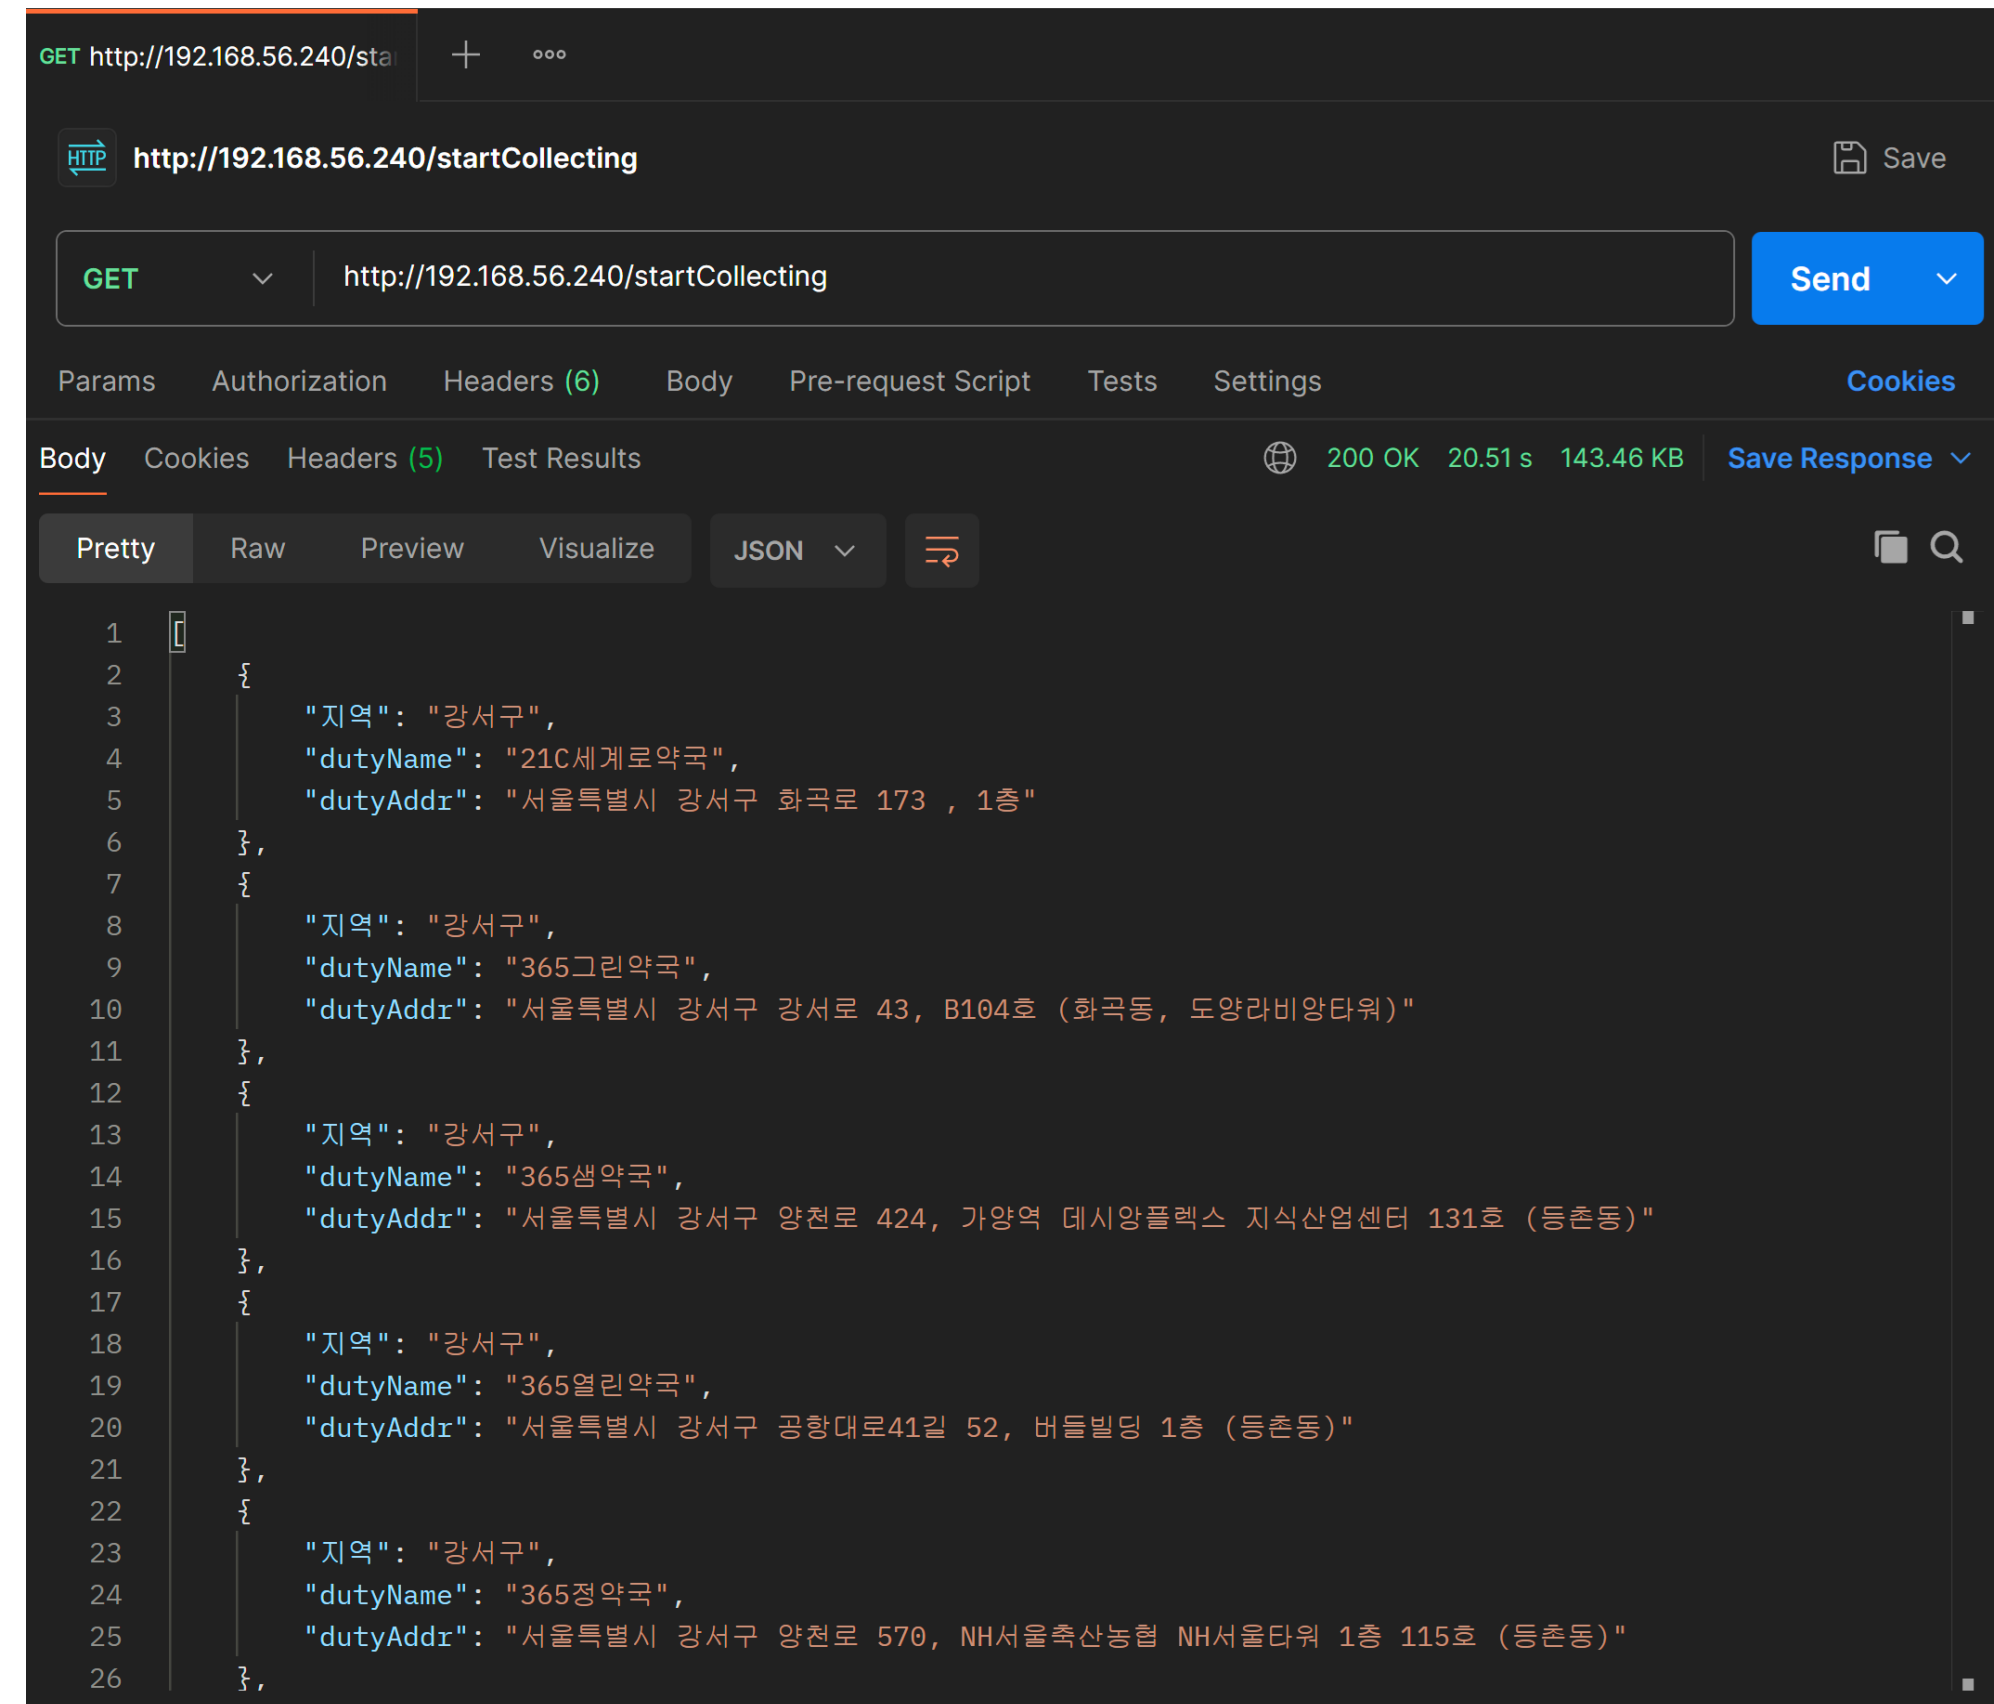 GET http://192.168.56.240/sta
HTTP http://192.168.56.240/startCollecting Save
GET http://192.168.56.240/startCollecting Send
Params Authorization Headers (6) Body Pre-request Script Tests Settings Cookies
Body Cookies Headers (5) Test Results 200 OK 20.51 s 143.46 KB Save Response
Pretty Raw Preview Visualize JSON
1 [
2 {
3 "지역": "강서구",
4 "dutyName": "21C세계로약국",
5 "dutyAddr": "서울특별시 강서구 화곡로 173 , 1층"
6 },
7 {
8 "지역": "강서구",
9 "dutyName": "365그린약국",
10 "dutyAddr": "서울특별시 강서구 강서로 43, B104호 (화곡동, 도양라비앙타워)"
11 },
12 {
13 "지역": "강서구",
14 "dutyName": "365샘약국",
15 "dutyAddr": "서울특별시 강서구 양천로 424, 가양역 데시앙플렉스 지식산업센터 131호 (등촌동)"
16 },
17 {
18 "지역": "강서구",
19 "dutyName": "365열린약국",
20 "dutyAddr": "서울특별시 강서구 공항대로41길 52, 버들빌딩 1층 (등촌동)"
21 },
22 {
23 "지역": "강서구",
24 "dutyName": "365정약국",
25 "dutyAddr": "서울특별시 강서구 양천로 570, NH서울축산농협 NH서울타워 1층 115호 (등촌동)"
26 },